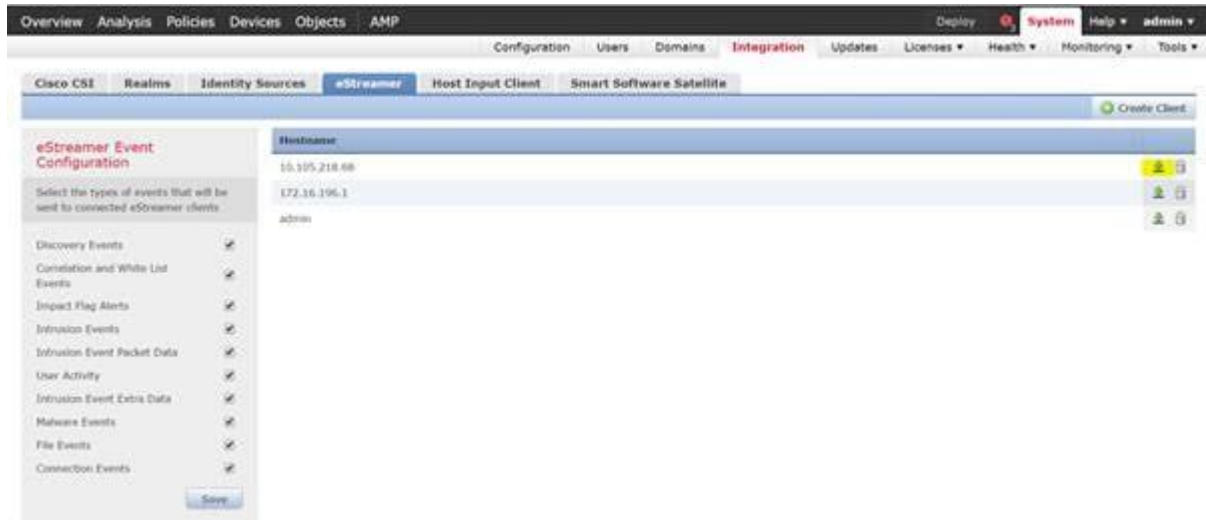 Overview Analysis Policies Devices Objects AMP Deploy System Help admin
Configuration Users Domains Integration Updates Licenses Health Monitoring Tools
Cisco CSI Realms Identity Sources eStreamer Host Input Client Smart Software Satellite
Create Client
eStreamer Event
Configuration
Select the types of events that will be
sent to connected eStreamer clients
Discovery Events
Correlation and White List
Events
Impact Flag Alerts
Intrusion Events
Intrusion Event Packet Data
User Activity
Intrusion Event Extra Data
Malware Events
File Events
Connection Events
Save
Hostname
10.105.218.68
172.16.196.1
admin